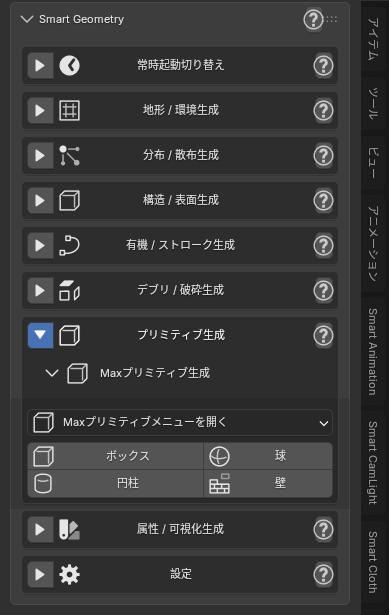 Smart Geometry
常時起動切り替え
地形 / 環境生成
分布 / 散布生成
構造 / 表面生成
有機 / ストローク生成
デブリ / 破砕生成
プリミティブ生成
Maxプリミティブ生成
Maxプリミティブメニューを開く
ボックス 球
円柱 壁
属性 / 可視化生成
設定
アイテム
ツール
ビュー
アニメーション
Smart Animation
Smart CamLight
Smart Cloth